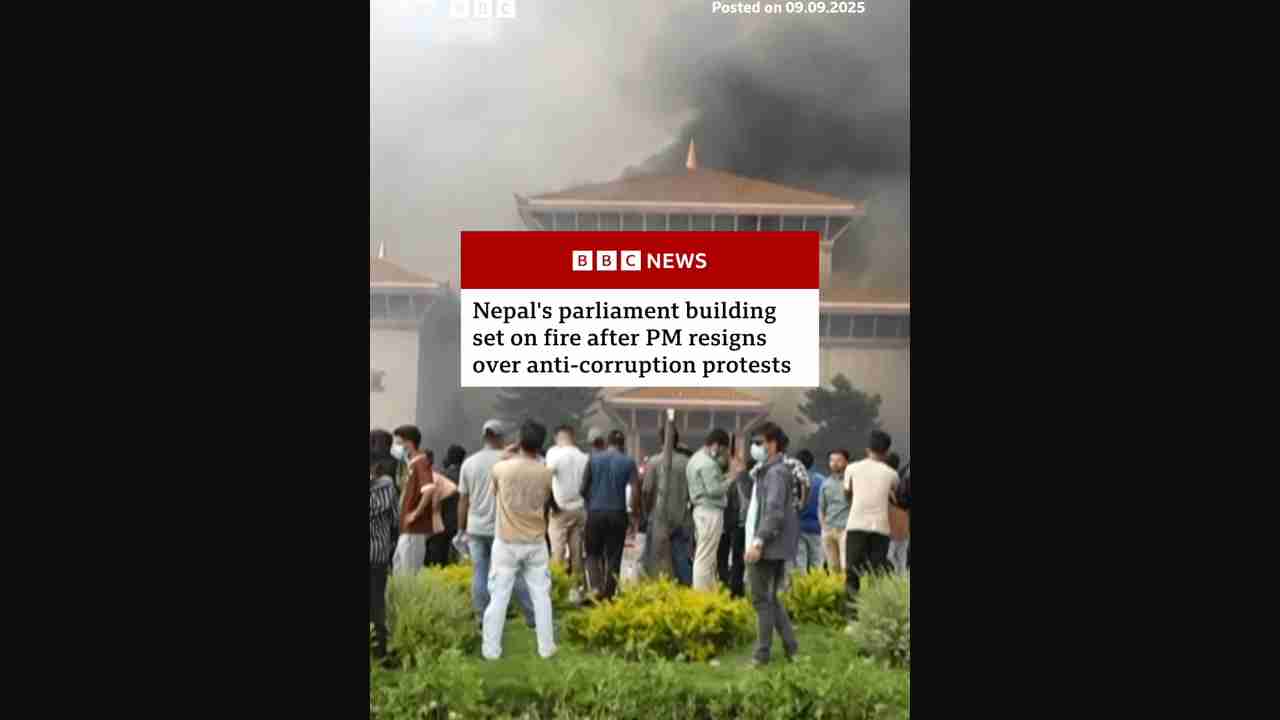 BBC
Posted on 09.09.2025
BBC NEWS
Nepal's parliament building
set on fire after PM resigns
over anti-corruption protests